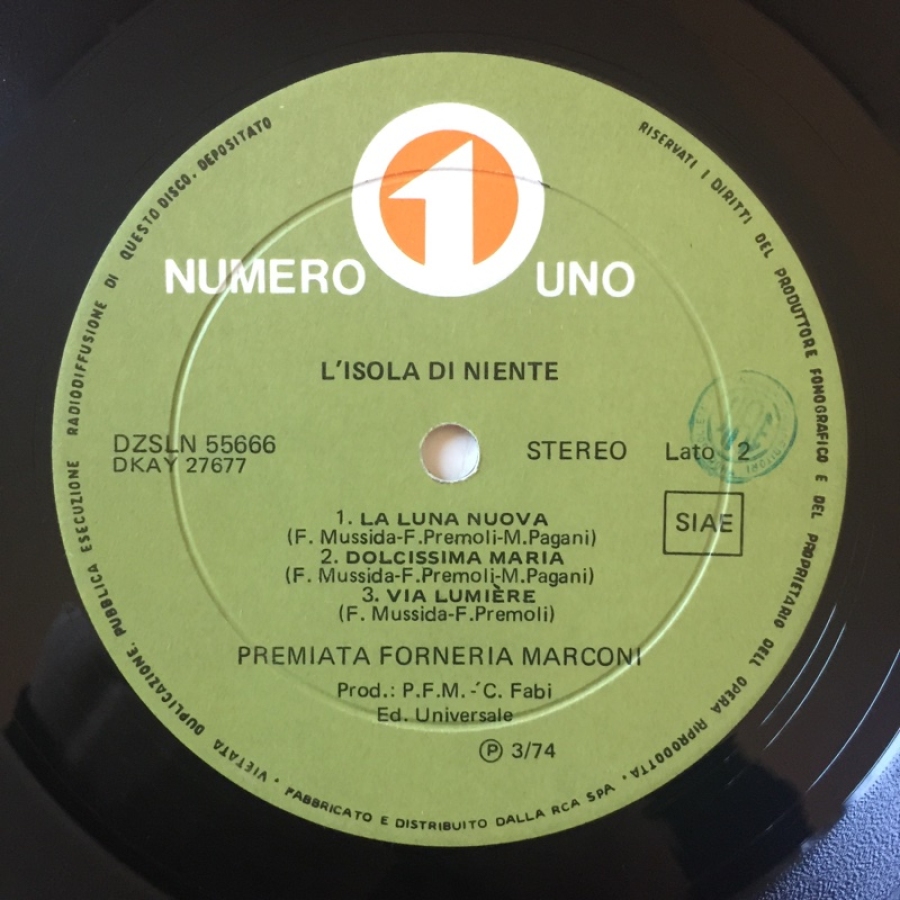 1
NUMERO UNO
L'ISOLA DI NIENTE
DZSLN 55666
DKAY 27677
STEREO Lato 2
SIAE
1. LA LUNA NUOVA
(F. Mussida-F.Premoli-M.Pagani)
2. DOLCISSIMA MARIA
(F. Mussida-F.Premoli-M.Pagani)
3. VIA LUMIÈRE
(F. Mussida-F.Premoli)
PREMIATA FORNERIA MARCONI
Prod.: P.F.M. -´C. Fabi
Ed. Universale
Ⓟ 3/74
RISERVATI I DIRITTI DEL PRODUTTORE FONOGRAFICO E DEL PROPRIETARIO DELL OPERA RIPRODOTTA. · FABBRICATO E DISTRIBUITO DALLA RCA SPA · VIETATA DUPLICAZIONE. PUBBLICA ESECUZIONE RADIODIFFUSIONE DI QUESTO DISCO. DEPOSITATO